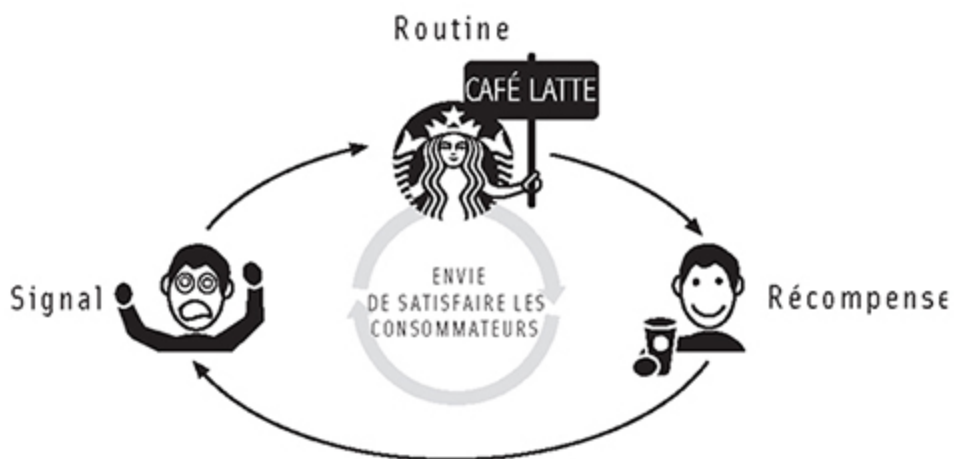 Routine
CAFÉ LATTE
Signal
ENVIE
DE SATISFAIRE LES
CONSOMMATEURS
Récompense